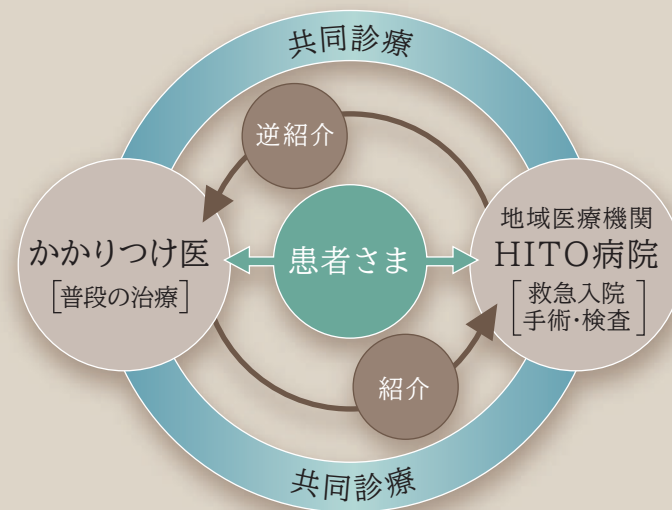 共同診療
逆紹介
かかりつけ医
[普段の治療]
患者さま
地域医療機関
HITO病院
[救急入院
手術・検査]
紹介
共同診療